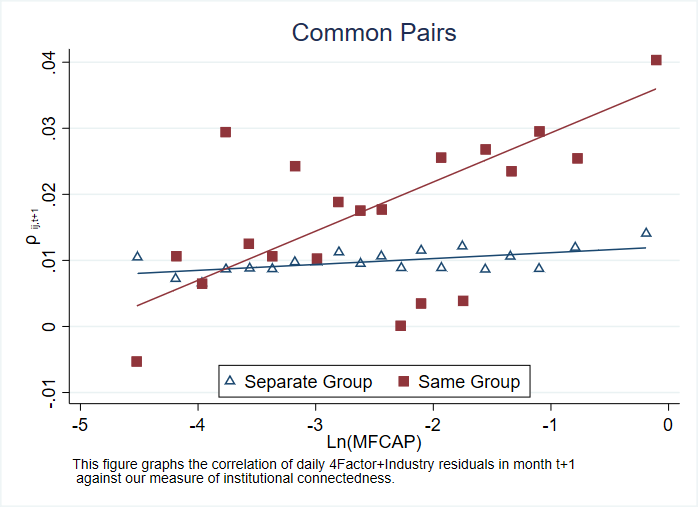 Common Pairs
.04
.03
.02
.01
0
-.01
ρ ij,t+1
Separate Group
Same Group
-5
-4
-3
-2
-1
0
Ln(MFCAP)
This figure graphs the correlation of daily 4Factor+Industry residuals in month t+1
against our measure of institutional connectedness.